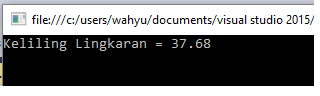 file:///c:/users/wahyu/documents/visual studio 2015/
Keliling Lingkaran = 37.68